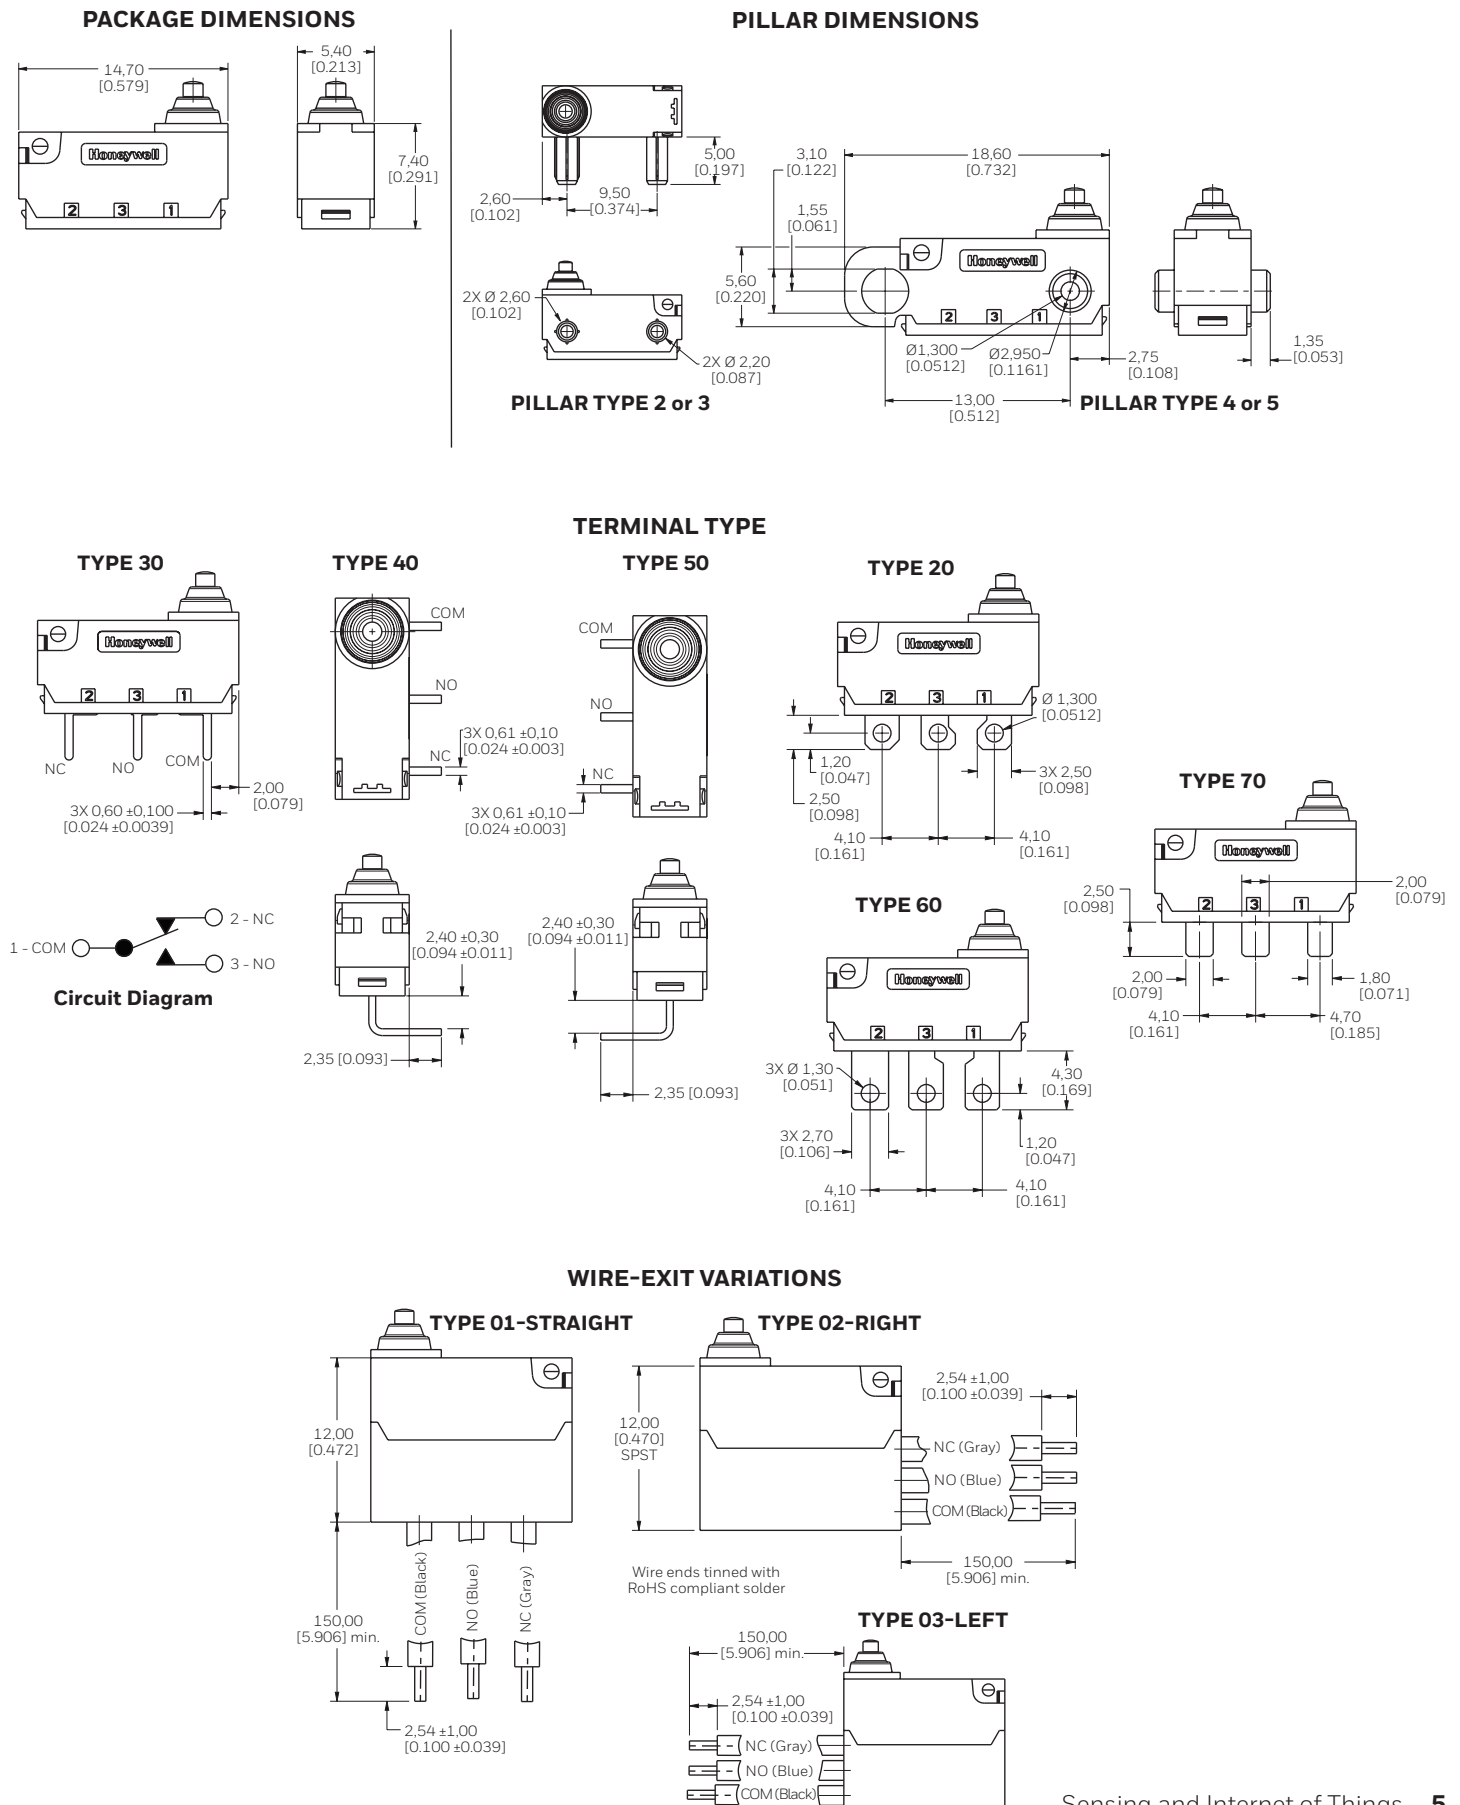 PACKAGE DIMENSIONS
14,70
[0.579]
5,40
[0.213]
Honeywell
2 3 1
7,40
[0.291]
PILLAR DIMENSIONS
5,00
[0.197]
2,60
[0.102]
9,50
[0.374]
2X Ø 2,60
[0.102]
2X Ø 2,20
[0.087]
PILLAR TYPE 2 or 3
3,10
[0.122]
18,60
[0.732]
1,55
[0.061]
5,60
[0.220]
Honeywell
2 3 1
Ø1,300
[0.0512]
Ø2,950
[0.1161]
2,75
[0.108]
1,35
[0.053]
13,00
[0.512]
PILLAR TYPE 4 or 5
TERMINAL TYPE
TYPE 30
Honeywell
2 3 1
NC
NO
COM
2,00
[0.079]
3X 0,60 ±0,100
[0.024 ±0.0039]
TYPE 40
COM
NO
NC
3X 0,61 ±0,10
[0.024 ±0.003]
2,40 ±0,30
[0.094 ±0.011]
2,35 [0.093]
TYPE 50
COM
NO
NC
3X 0,61 ±0,10
[0.024 ±0.003]
2,40 ±0,30
[0.094 ±0.011]
2,35 [0.093]
TYPE 20
Honeywell
2 3 1
Ø 1,300
[0.0512]
1,20
[0.047]
3X 2,50
[0.098]
2,50
[0.098]
4,10
[0.161]
4,10
[0.161]
TYPE 70
Honeywell
2,50
[0.098]
2 3 1
2,00
[0.079]
2,00
[0.079]
1,80
[0.071]
4,10
[0.161]
4,70
[0.185]
TYPE 60
Honeywell
2 3 1
3X Ø 1,30
[0.051]
4,30
[0.169]
3X 2,70
[0.106]
1,20
[0.047]
4,10
[0.161]
4,10
[0.161]
1 - COM
2 - NC
3 - NO
Circuit Diagram
WIRE-EXIT VARIATIONS
TYPE 01-STRAIGHT
12,00
[0.472]
COM (Black)
NO (Blue)
NC (Gray)
150,00
[5.906] min.
2,54 ±1,00
[0.100 ±0.039]
TYPE 02-RIGHT
12,00
[0.470]
SPST
2,54 ±1,00
[0.100 ±0.039]
NC (Gray)
NO (Blue)
COM (Black)
150,00
[5.906] min.
Wire ends tinned with
RoHS compliant solder
TYPE 03-LEFT
150,00
[5.906] min.
2,54 ±1,00
[0.100 ±0.039]
NC (Gray)
NO (Blue)
COM (Black)
Sensing and Internet of Things 5